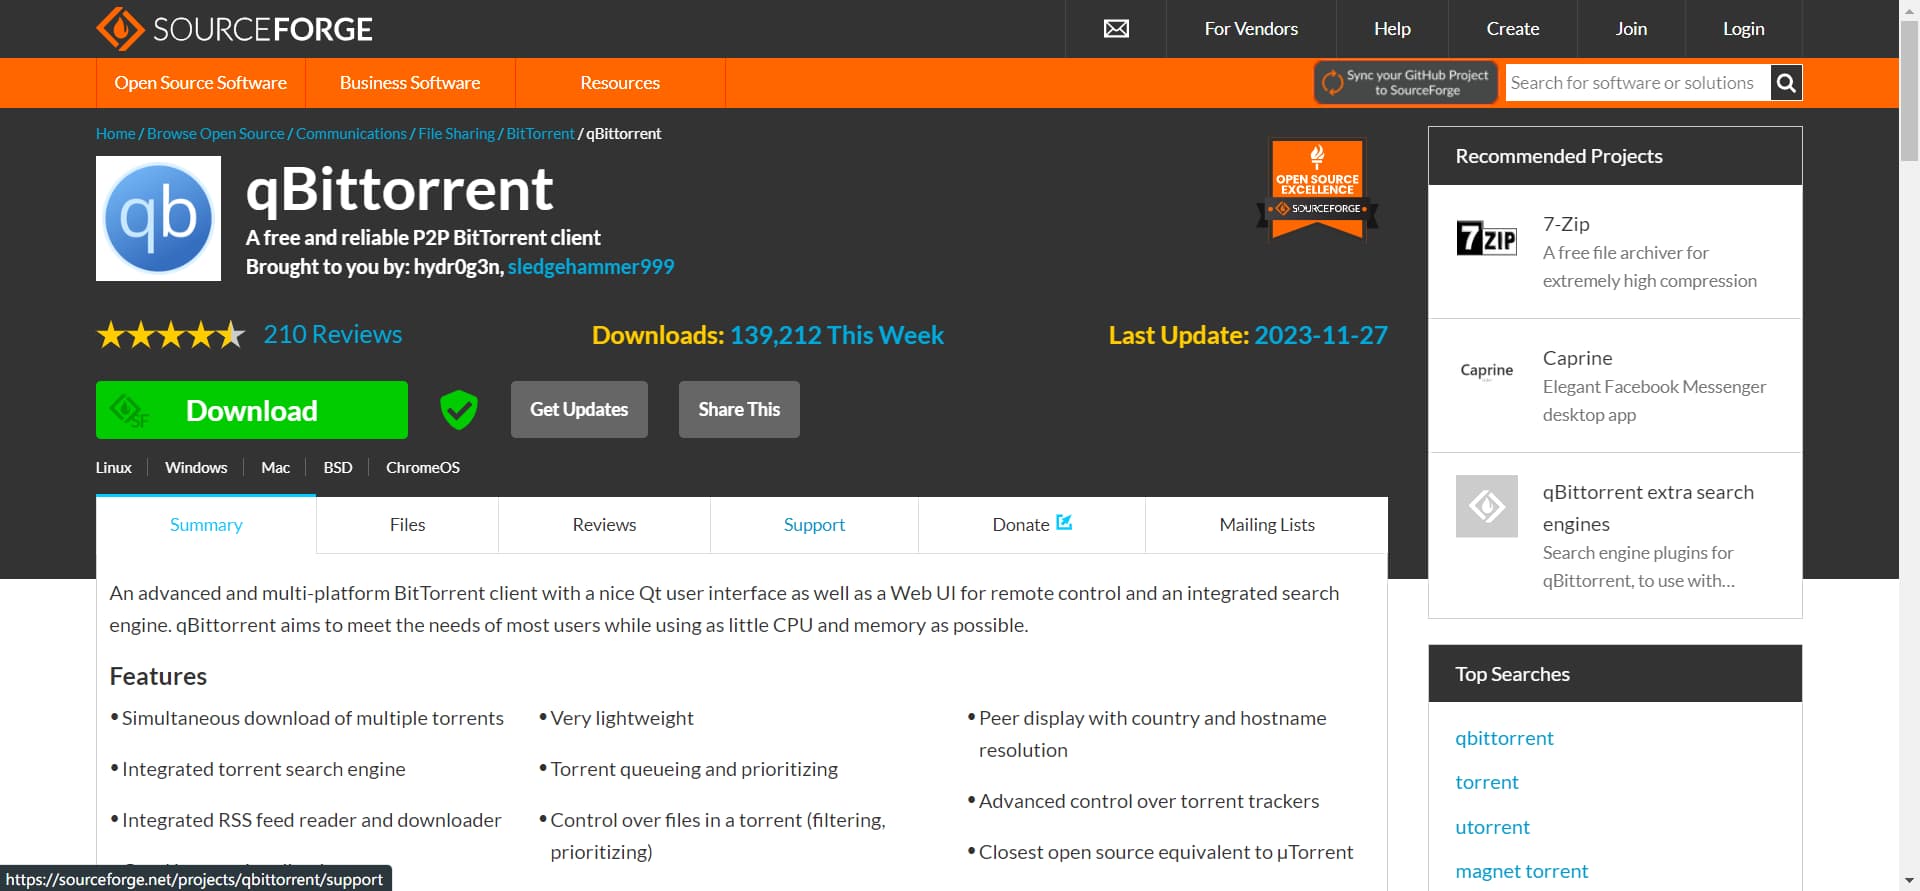 SOURCEFORGE
For Vendors
Help
Create
Join
Login
Open Source Software
Business Software
Resources
Sync your GitHub Project
to SourceForge
Search for software or solutions
Home / Browse Open Source / Communications / File Sharing / BitTorrent / qBittorrent
qb
qBittorrent
A free and reliable P2P BitTorrent client
Brought to you by: hydr0g3n, sledgehammer999
OPEN SOURCE
EXCELLENCE
SOURCEFORGE
210 Reviews
Downloads: 139,212 This Week
Last Update: 2023-11-27
SF
Download
Get Updates
Share This
Linux
Windows
Mac
BSD
ChromeOS
Summary
Files
Reviews
Support
Donate
Mailing Lists
An advanced and multi-platform BitTorrent client with a nice Qt user interface as well as a Web UI for remote control and an integrated search
engine. qBittorrent aims to meet the needs of most users while using as little CPU and memory as possible.
Features
• Simultaneous download of multiple torrents
• Integrated torrent search engine
• Integrated RSS feed reader and downloader
• Very lightweight
• Torrent queueing and prioritizing
• Control over files in a torrent (filtering,
prioritizing)
• Peer display with country and hostname
resolution
• Advanced control over torrent trackers
• Closest open source equivalent to µTorrent
https://sourceforge.net/projects/qbittorrent/support
Recommended Projects
7ZIP
7-Zip
A free file archiver for
extremely high compression
Caprine
Caprine
Elegant Facebook Messenger
desktop app
qBittorrent extra search
engines
Search engine plugins for
qBittorrent, to use with...
Top Searches
qbittorrent
torrent
utorrent
magnet torrent